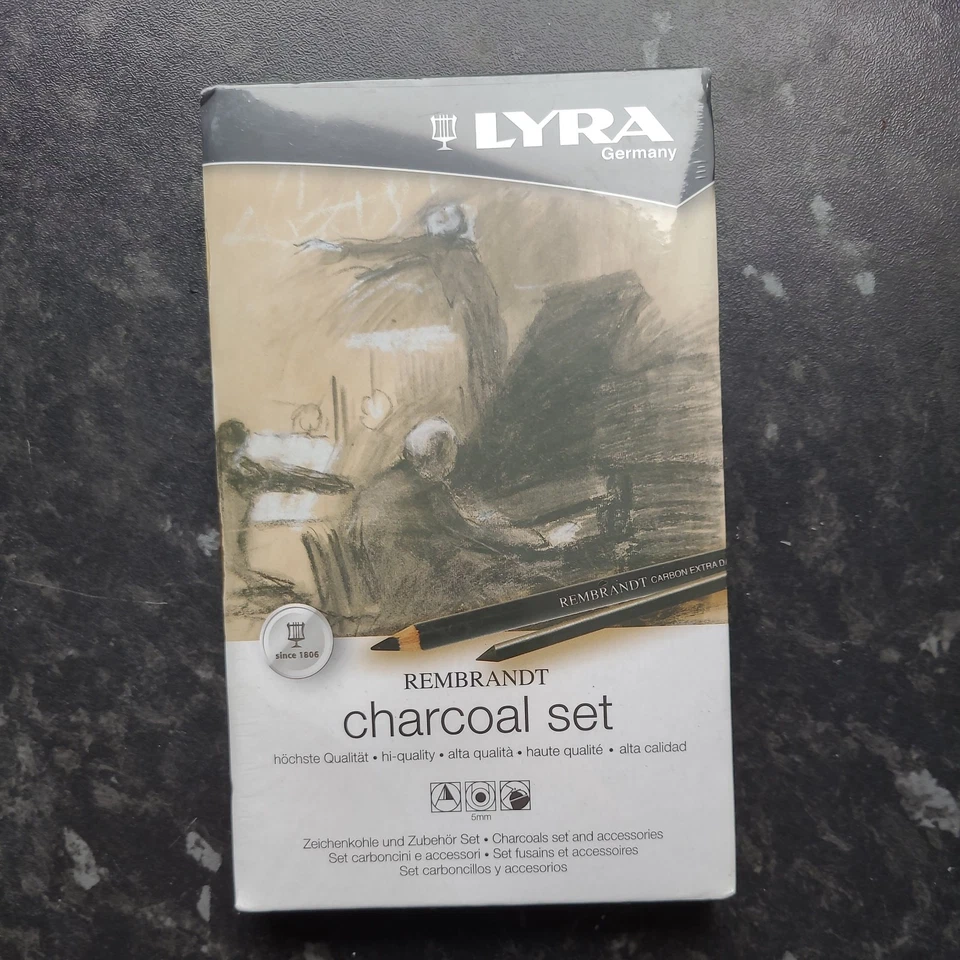 LYRA
Germany
REMBRANDT CARBON EXTRA D
since 1806
REMBRANDT
charcoal set
höchste Qualität • hi-quality • alta qualità • haute qualité • alta calidad
5mm
Zeichenkohle und Zubehör Set • Charcoals set and accessories
Set carboncini e accessori • Set fusains et accessoires
Set carboncillos y accesorios